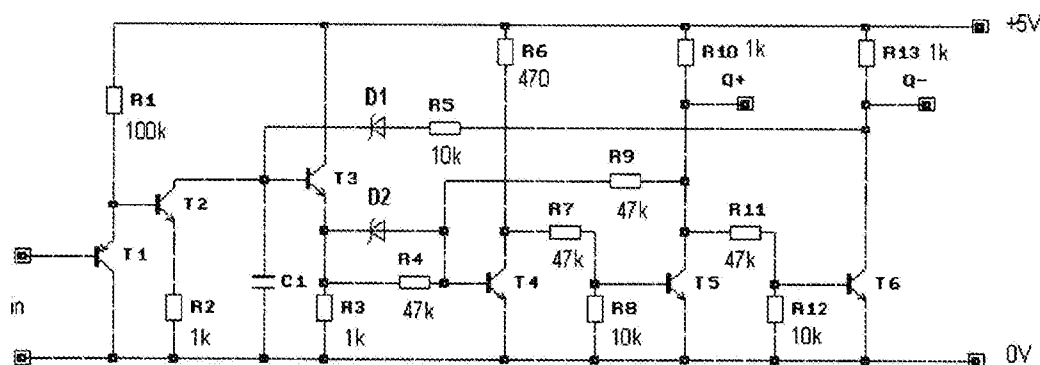 +5V
R1
100k
D1
R5
10k
R6
470
R10 1k
Q+
R13 1k
Q-
T2
T3
D2
R9
47k
T1
R7
47k
R11
47k
in
R2
1k
C1
R3
1k
R4
47k
T4
R8
10k
T5
R12
10k
T6
0V